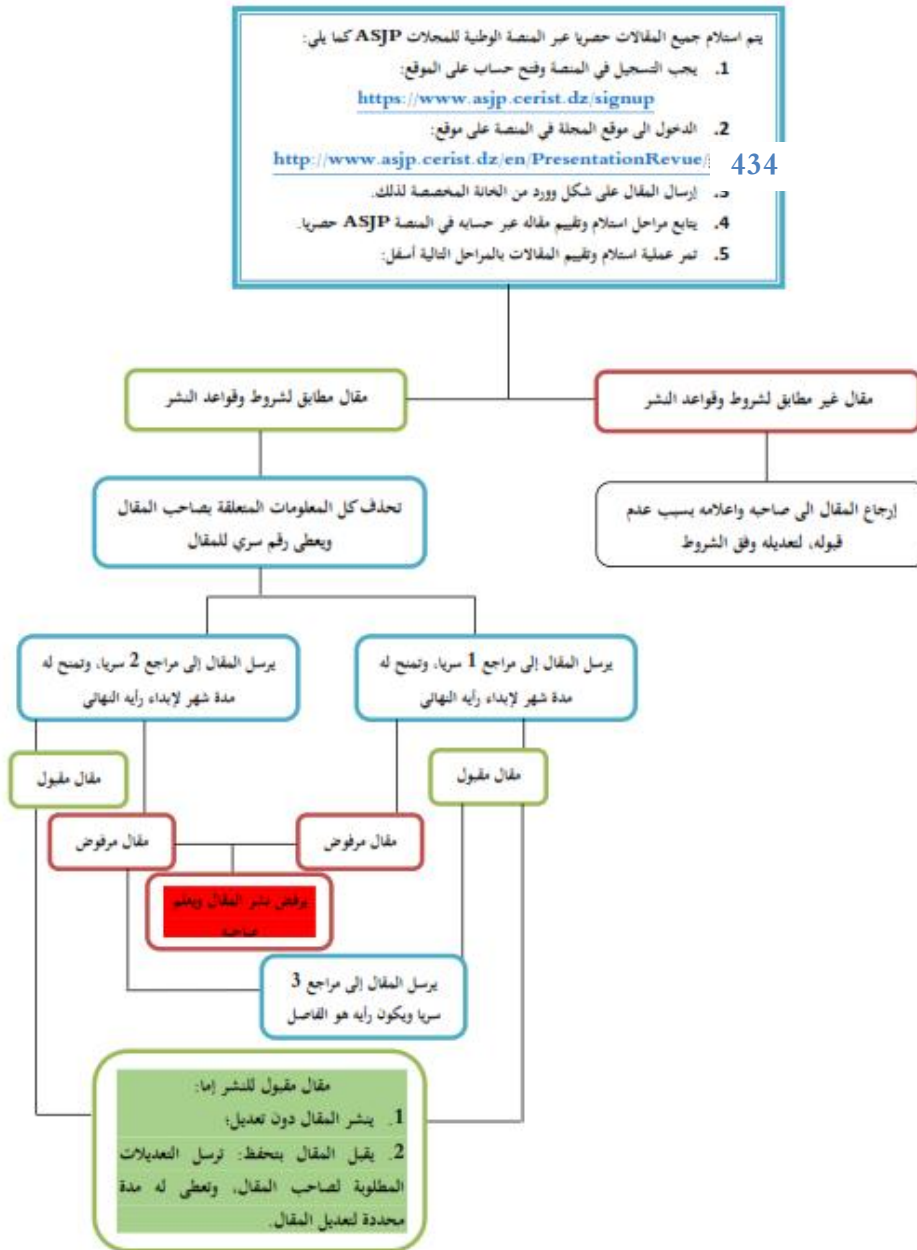 يتم استلام جميع المقالات حصريا عبر المنصة الوطنية للمجلات ASJP كما يلي:
1. يجب التسجيل في المنصة وفتح حساب على الموقع:
https://www.asjp.cerist.dz/signup
2. الدخول الى موقع المجلة في المنصة على موقع:
http://www.asjp.cerist.dz/en/PresentationRevue/ 434
3. إرسال المقال على شكل وورد من الخانة المخصصة لذلك.
4. يتابع مراحل استلام وتقييم مقاله عبر حسابه في المنصة ASJP حصريا.
5. تمر عملية استلام وتقييم المقالات بالمراحل التالية أسفل:
مقال غير مطابق لشروط وقواعد النشر
مقال مطابق لشروط وقواعد النشر
إرجاع المقال الى صاحبه واعلامه بسبب عدم
قبوله، لتعديله وفق الشروط
تحذف كل المعلومات المتعلقة بصاحب المقال
ويعطى رقم سري للمقال
يرسل المقال إلى مراجع 1 سريا، وتمنح له
مدة شهر لإبداء رأيه النهائي
يرسل المقال إلى مراجع 2 سريا، وتمنح له
مدة شهر لإبداء رأيه النهائي
مقال مقبول
مقال مقبول
مقال مرفوض
مقال مرفوض
يرفض نشر المقال ويعلم
صاحبه
يرسل المقال إلى مراجع 3
سريا ويكون رأيه هو الفاصل
مقال مقبول للنشر إما:
1. ينشر المقال دون تعديل؛
2. يقبل المقال بتحفظ: ترسل التعديلات
المطلوبة لصاحب المقال، وتعطى له مدة
محددة لتعديل المقال.